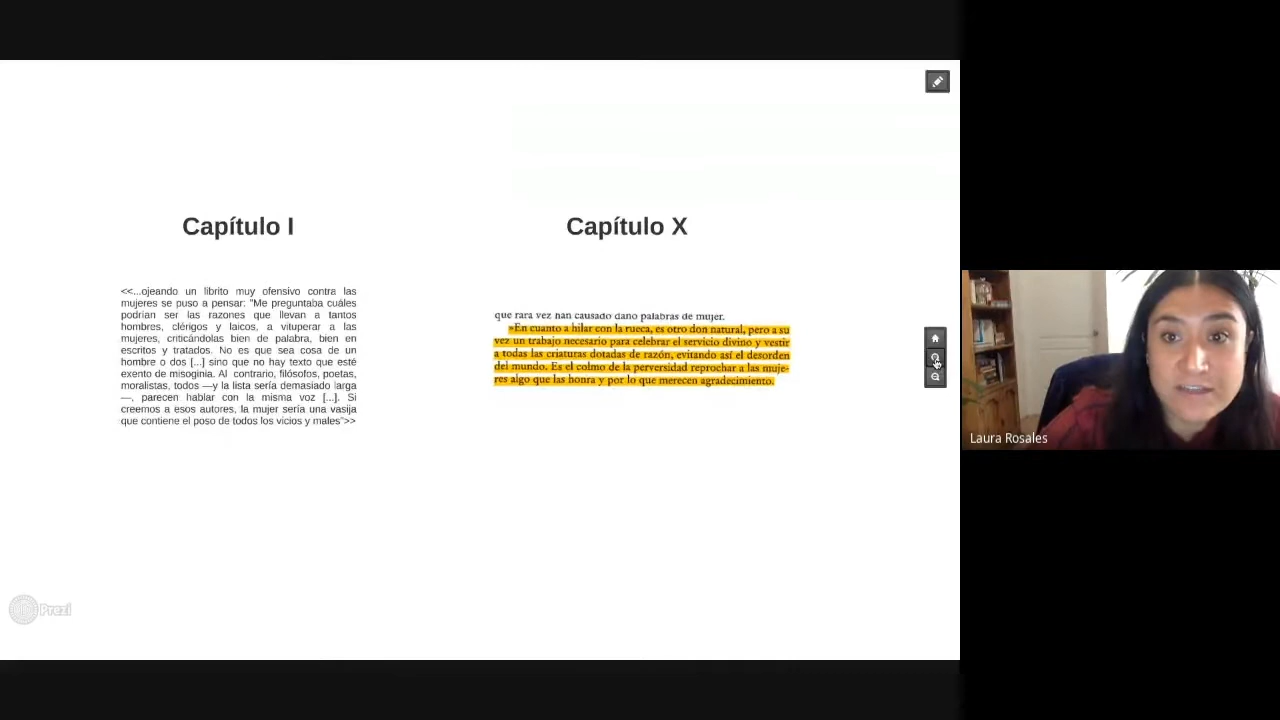 Capítulo I
<<...ojeando un librito muy ofensivo contra las
mujeres se puso a pensar: "Me preguntaba cuáles
podrían ser las razones que llevan a tantos
hombres, clérigos y laicos, a vituperar a las
mujeres, criticándolas bien de palabra, bien en
escritos y tratados. No es que sea cosa de un
hombre o dos [...] sino que no hay texto que esté
exento de misoginia. Al contrario, filósofos, poetas,
moralistas, todos —y la lista sería demasiado larga
—, parecen hablar con la misma voz [...]. Si
creemos a esos autores, la mujer sería una vasija
que contiene el poso de todos los vicios y males">>
Capítulo X
que rara vez han causado daño palabras de mujer.
»En cuanto a hilar con la rueca, es otro don natural, pero a su
vez un trabajo necesario para celebrar el servicio divino y vestir
a todas las criaturas dotadas de razón, evitando así el desorden
del mundo. Es el colmo de la perversidad reprochar a las muje-
res algo que las honra y por lo que merecen agradecimiento.
Prezi
Laura Rosales